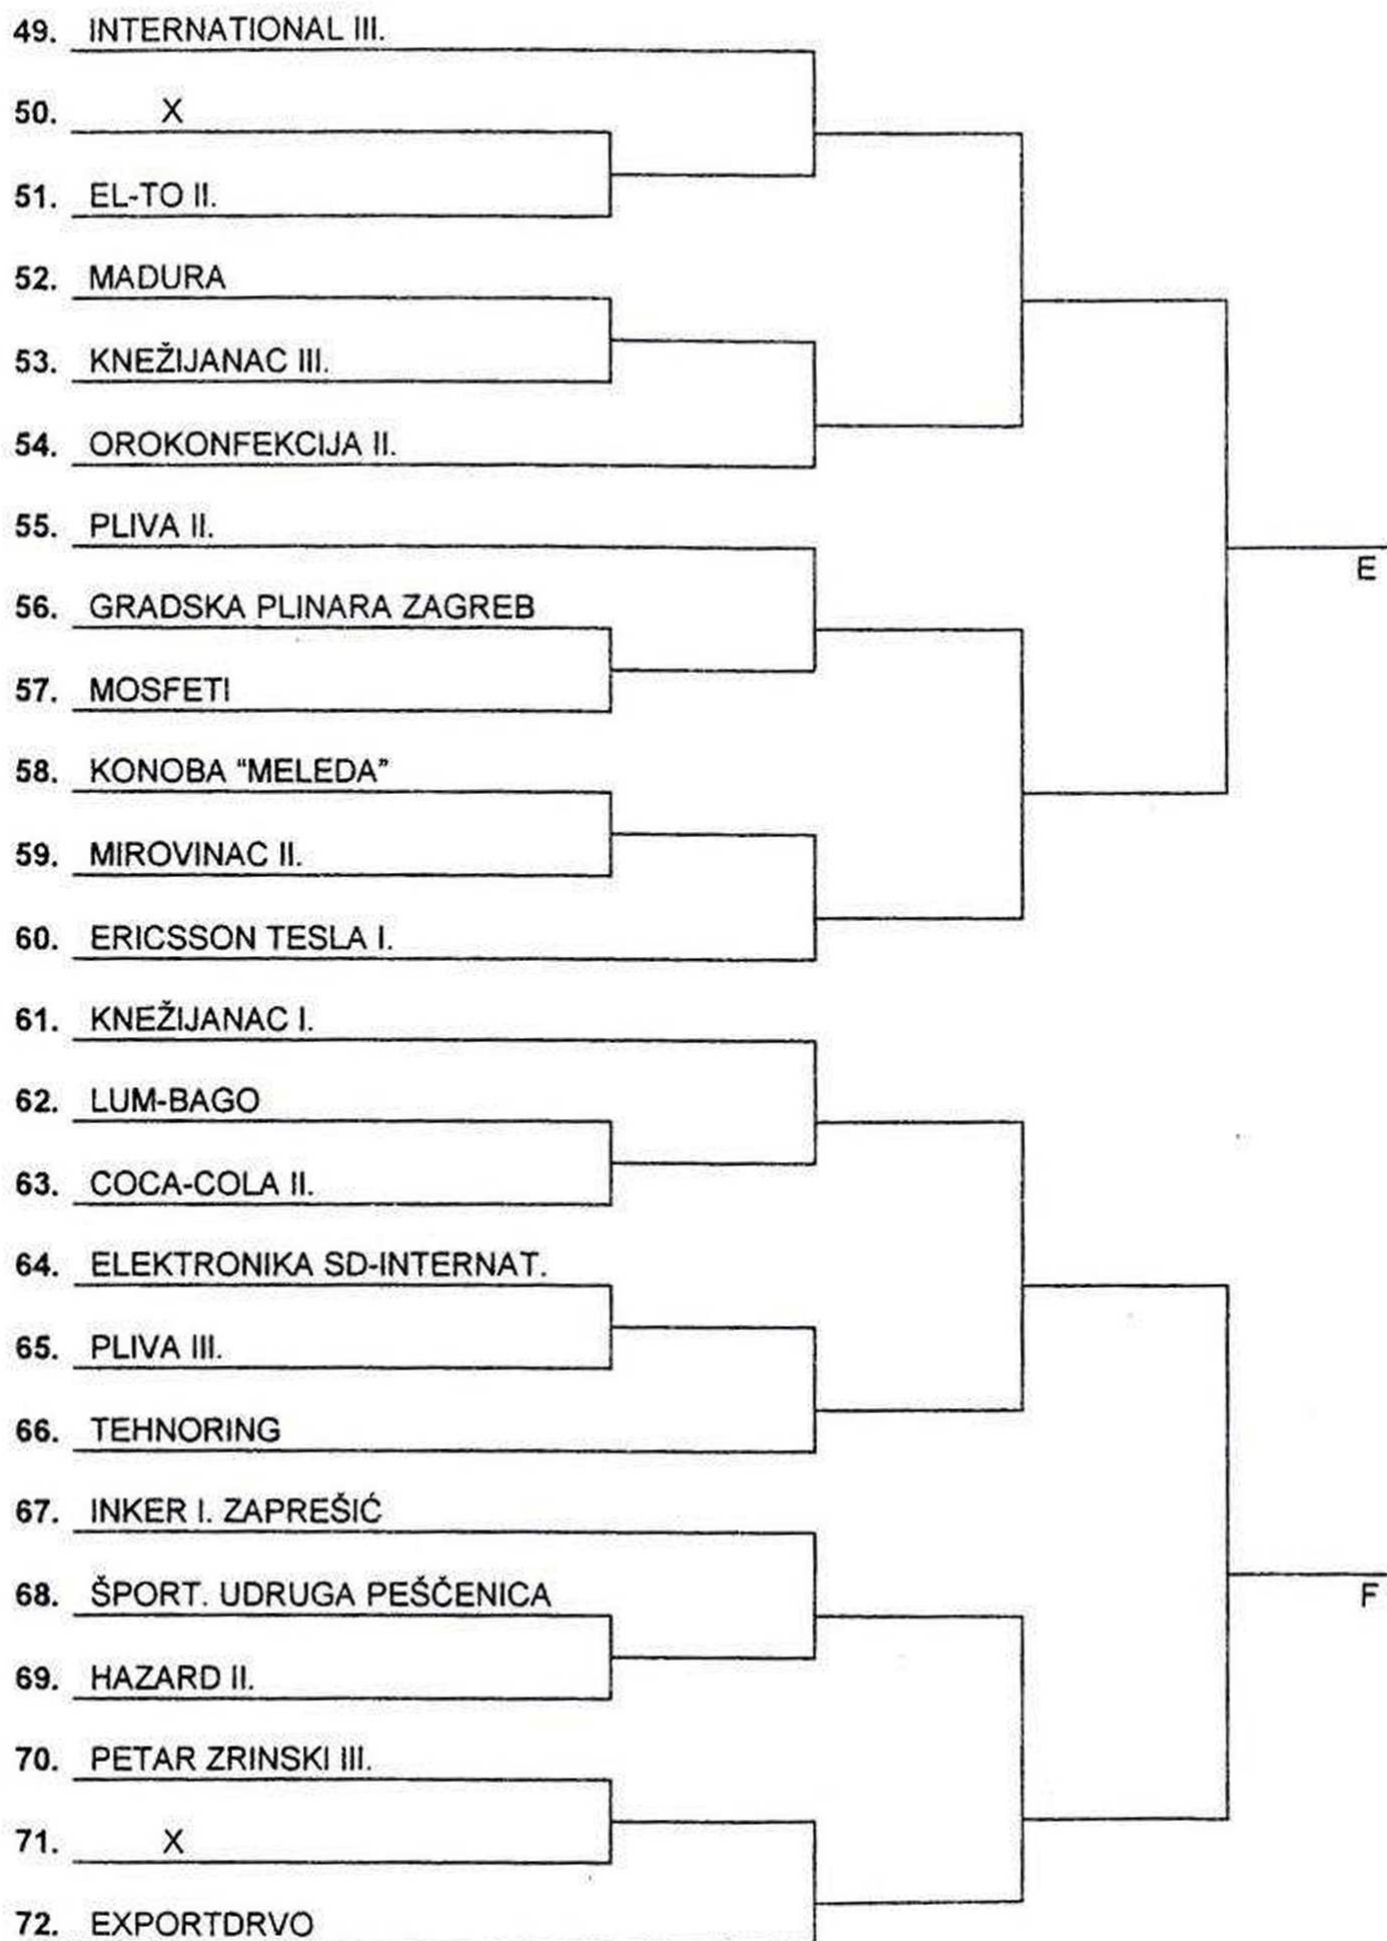 49. INTERNATIONAL III.
50. X
51. EL-TO II.
52. MADURA
53. KNEŽIJANAC III.
54. OROKONFEKCIJA II.
55. PLIVA II.
E
56. GRADSKA PLINARA ZAGREB
57. MOSFETI
58. KONOBA “MELEDA”
59. MIROVINAC II.
60. ERICSSON TESLA I.
61. KNEŽIJANAC I.
62. LUM-BAGO
63. COCA-COLA II.
64. ELEKTRONIKA SD-INTERNAT.
65. PLIVA III.
66. TEHNORING
67. INKER I. ZAPREŠIĆ
68. ŠPORT. UDRUGA PEŠČENICA
F
69. HAZARD II.
70. PETAR ZRINSKI III.
71. X
72. EXPORTDRVO